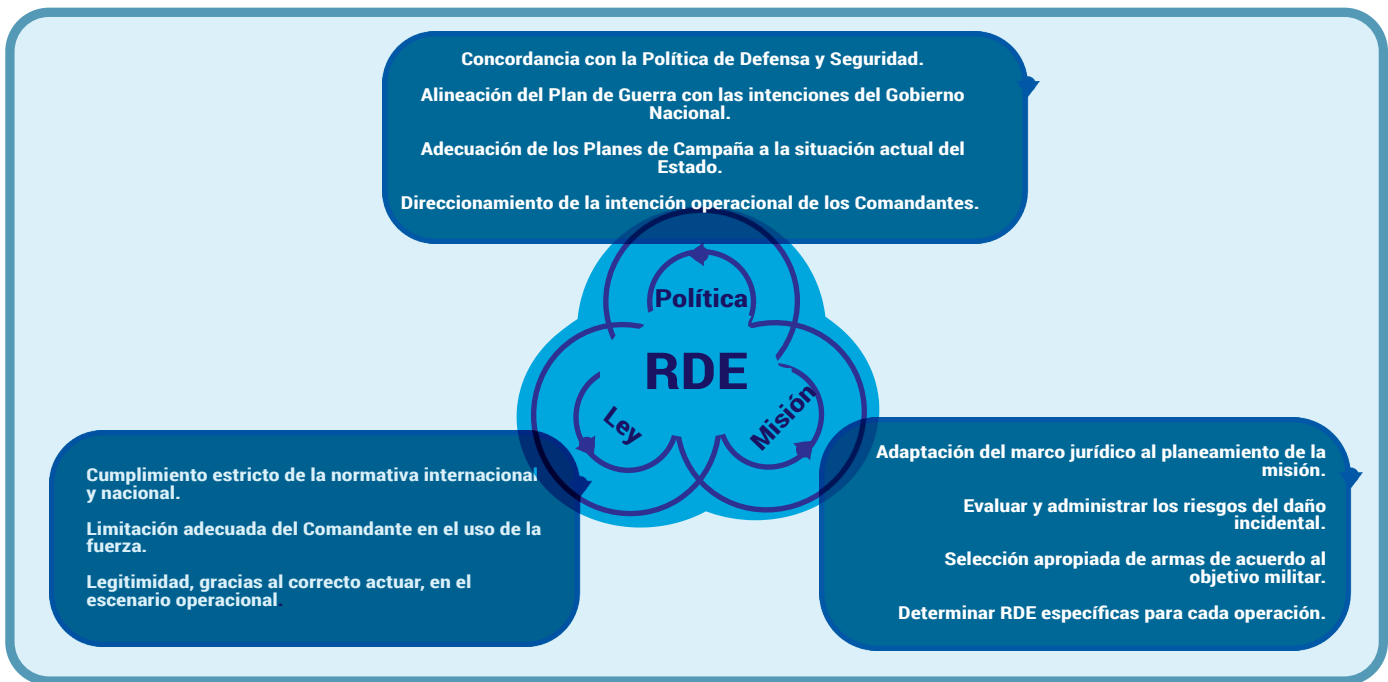 Concordancia con la Política de Defensa y Seguridad.
Alineación del Plan de Guerra con las intenciones del Gobierno
Nacional.
Adecuación de los Planes de Campaña a la situación actual del
Estado.
Direccionamiento de la intención operacional de los Comandantes.
Política
RDE
Ley
Misión
Cumplimiento estricto de la normativa internacional
y nacional.
Limitación adecuada del Comandante en el uso de la
fuerza.
Legitimidad, gracias al correcto actuar, en el
escenario operacional.
Adaptación del marco jurídico al planeamiento de la
misión.
Evaluar y administrar los riesgos del daño
incidental.
Selección apropiada de armas de acuerdo al
objetivo militar.
Determinar RDE específicas para cada operación.